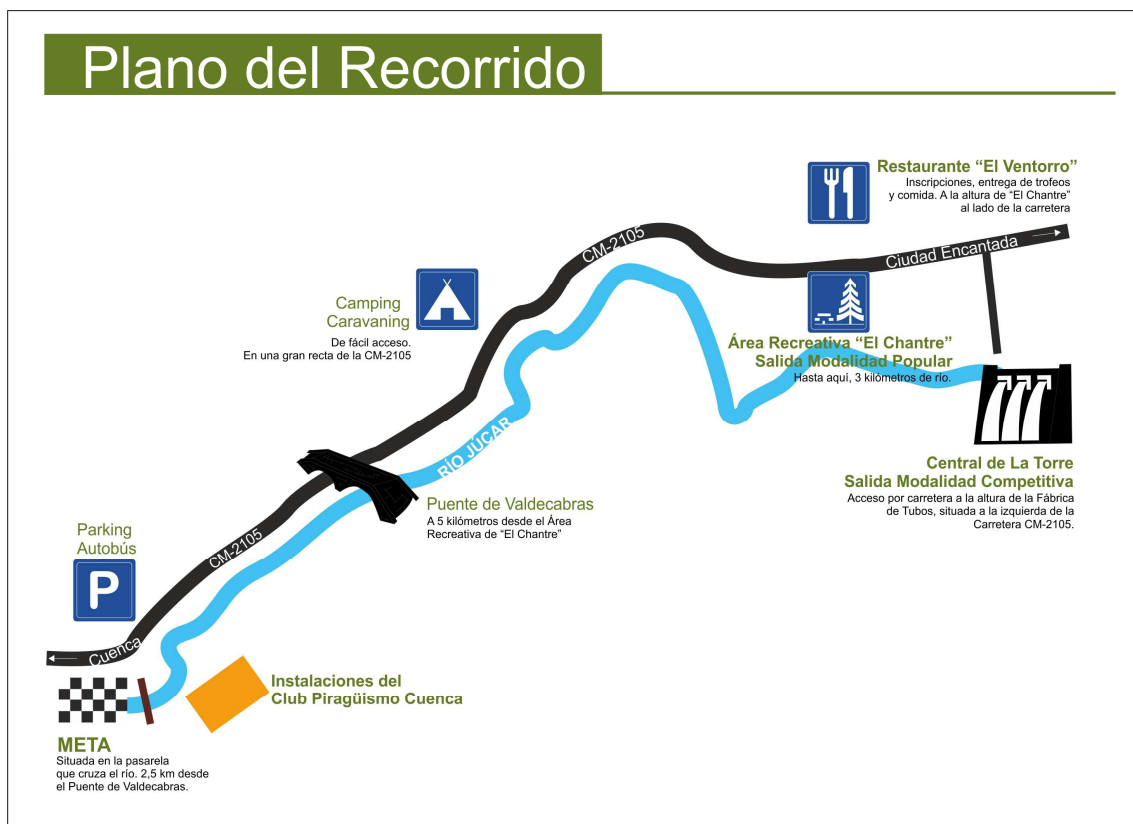 Plano del Recorrido
Restaurante “El Ventorro”
Inscripciones, entrega de trofeos
y comida. A la altura de “El Chantre”
al lado de la carretera
CM-2105
Ciudad Encantada
Camping
Caravaning
De fácil acceso.
En una gran recta de la CM-2105
Área Recreativa “El Chantre”
Salida Modalidad Popular
Hasta aquí, 3 kilómetros de río.
RÍO JÚCAR
Central de La Torre
Salida Modalidad Competitiva
Acceso por carretera a la altura de la Fábrica
de Tubos, situada a la izquierda de la
Carretera CM-2105.
Puente de Valdecabras
A 5 kilómetros desde el Área
Recreativa de “El Chantre”
Parking
Autobús
P
CM-2105
Cuenca
Instalaciones del
Club Piragüismo Cuenca
META
Situada en la pasarela
que cruza el río. 2,5 km desde
el Puente de Valdecabras.